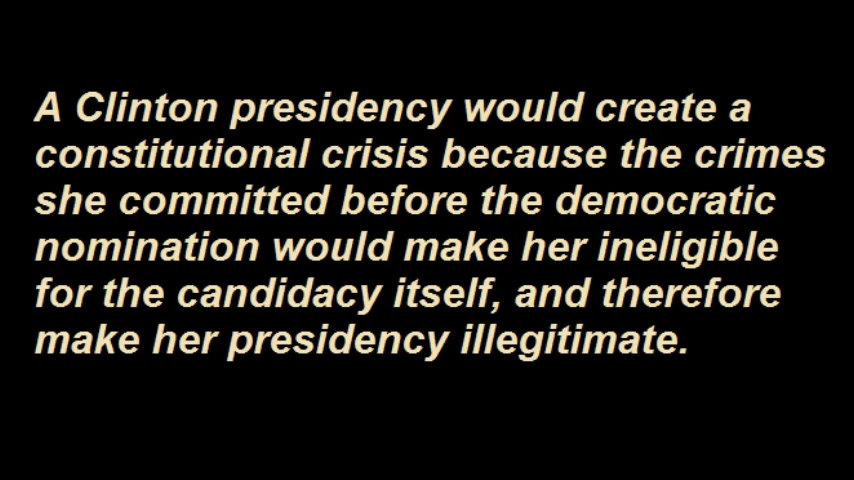 A Clinton presidency would create a
constitutional crisis because the crimes
she committed before the democratic
nomination would make her ineligible
for the candidacy itself, and therefore
make her presidency illegitimate.